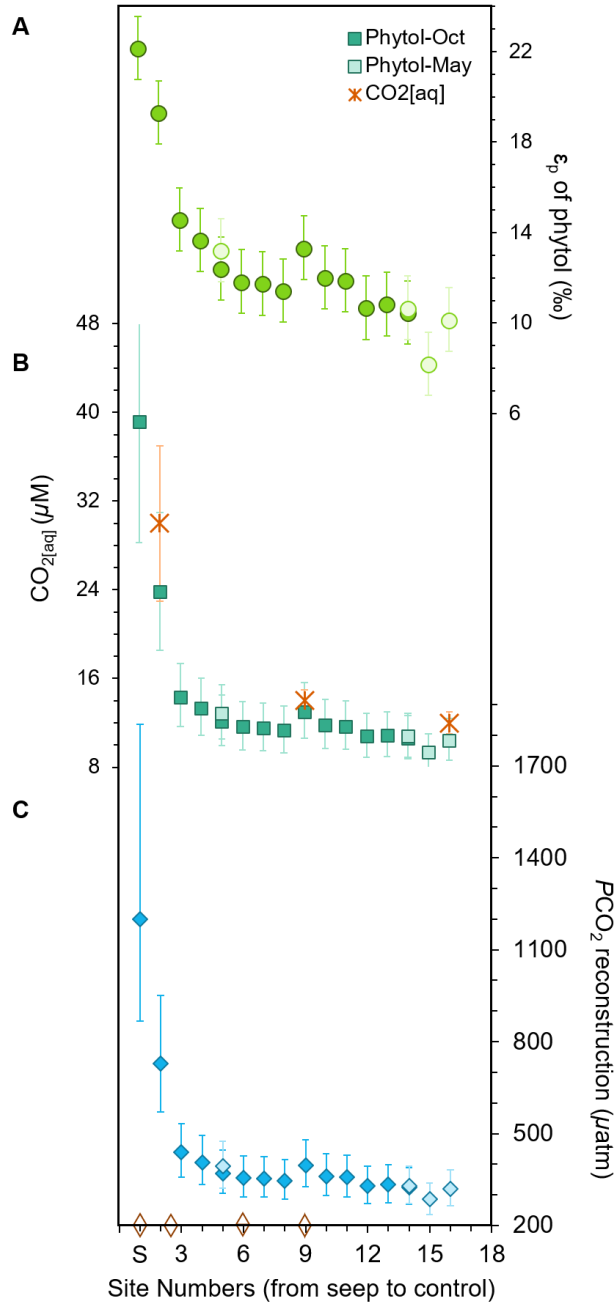 A
Phytol-Oct
Phytol-May
CO2[aq]
22
18
14
10
6
εp of phytol (‰)
B
48
40
32
24
16
8
CO2[aq] (µM)
C
1700
1400
1100
800
500
200
PCO2 reconstruction (µatm)
S 3 6 9 12 15 18
Site Numbers (from seep to control)